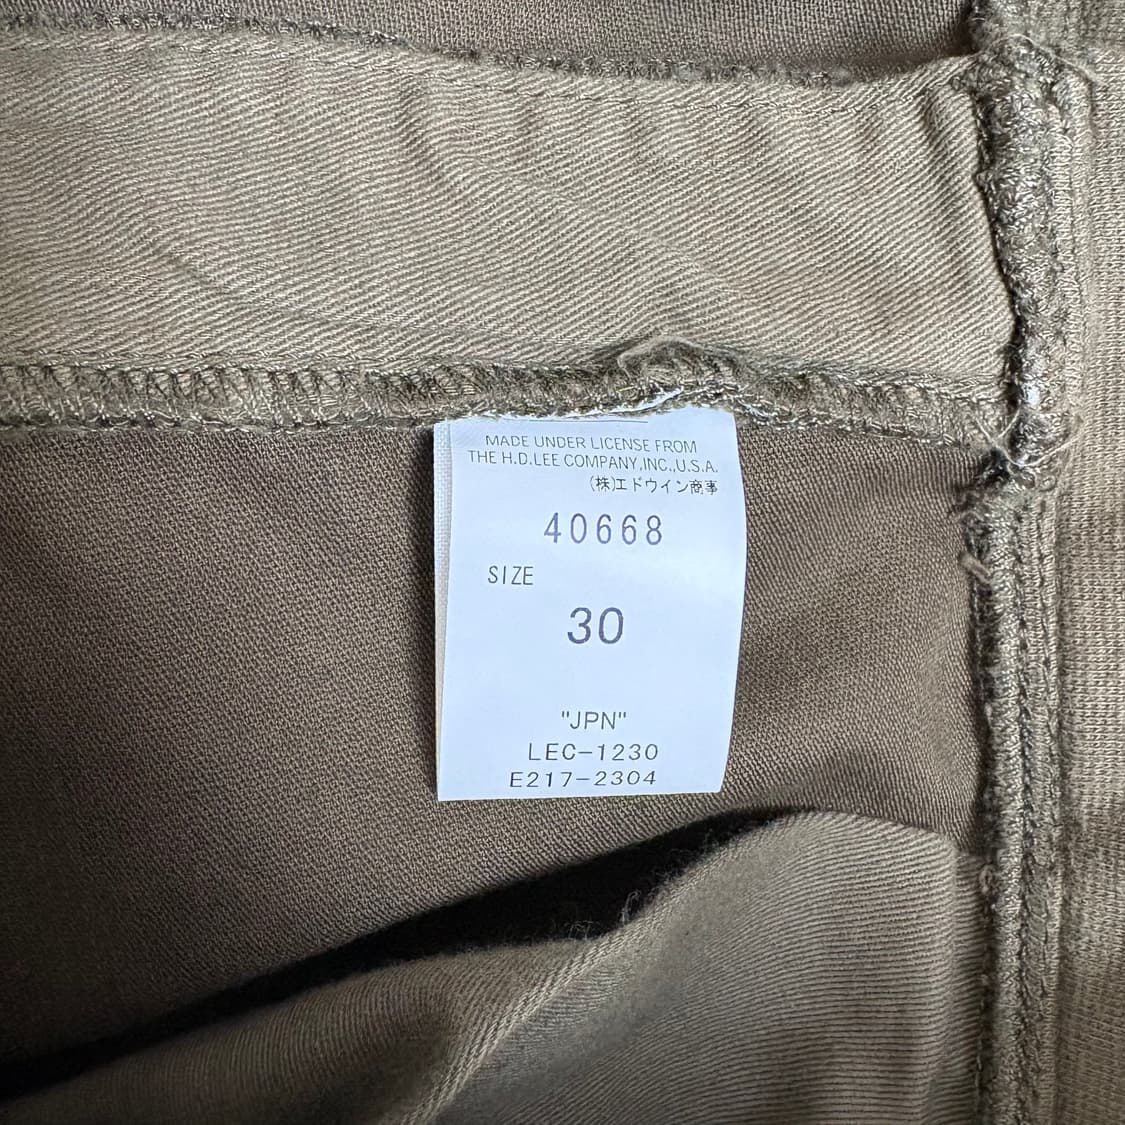 MADE UNDER LICENSE FROM
THE H.D.LEE COMPANY,INC.,U.S.A.
(株)エドウイン商事
40668
SIZE
30
"JPN"
LEC-1230
E217-2304